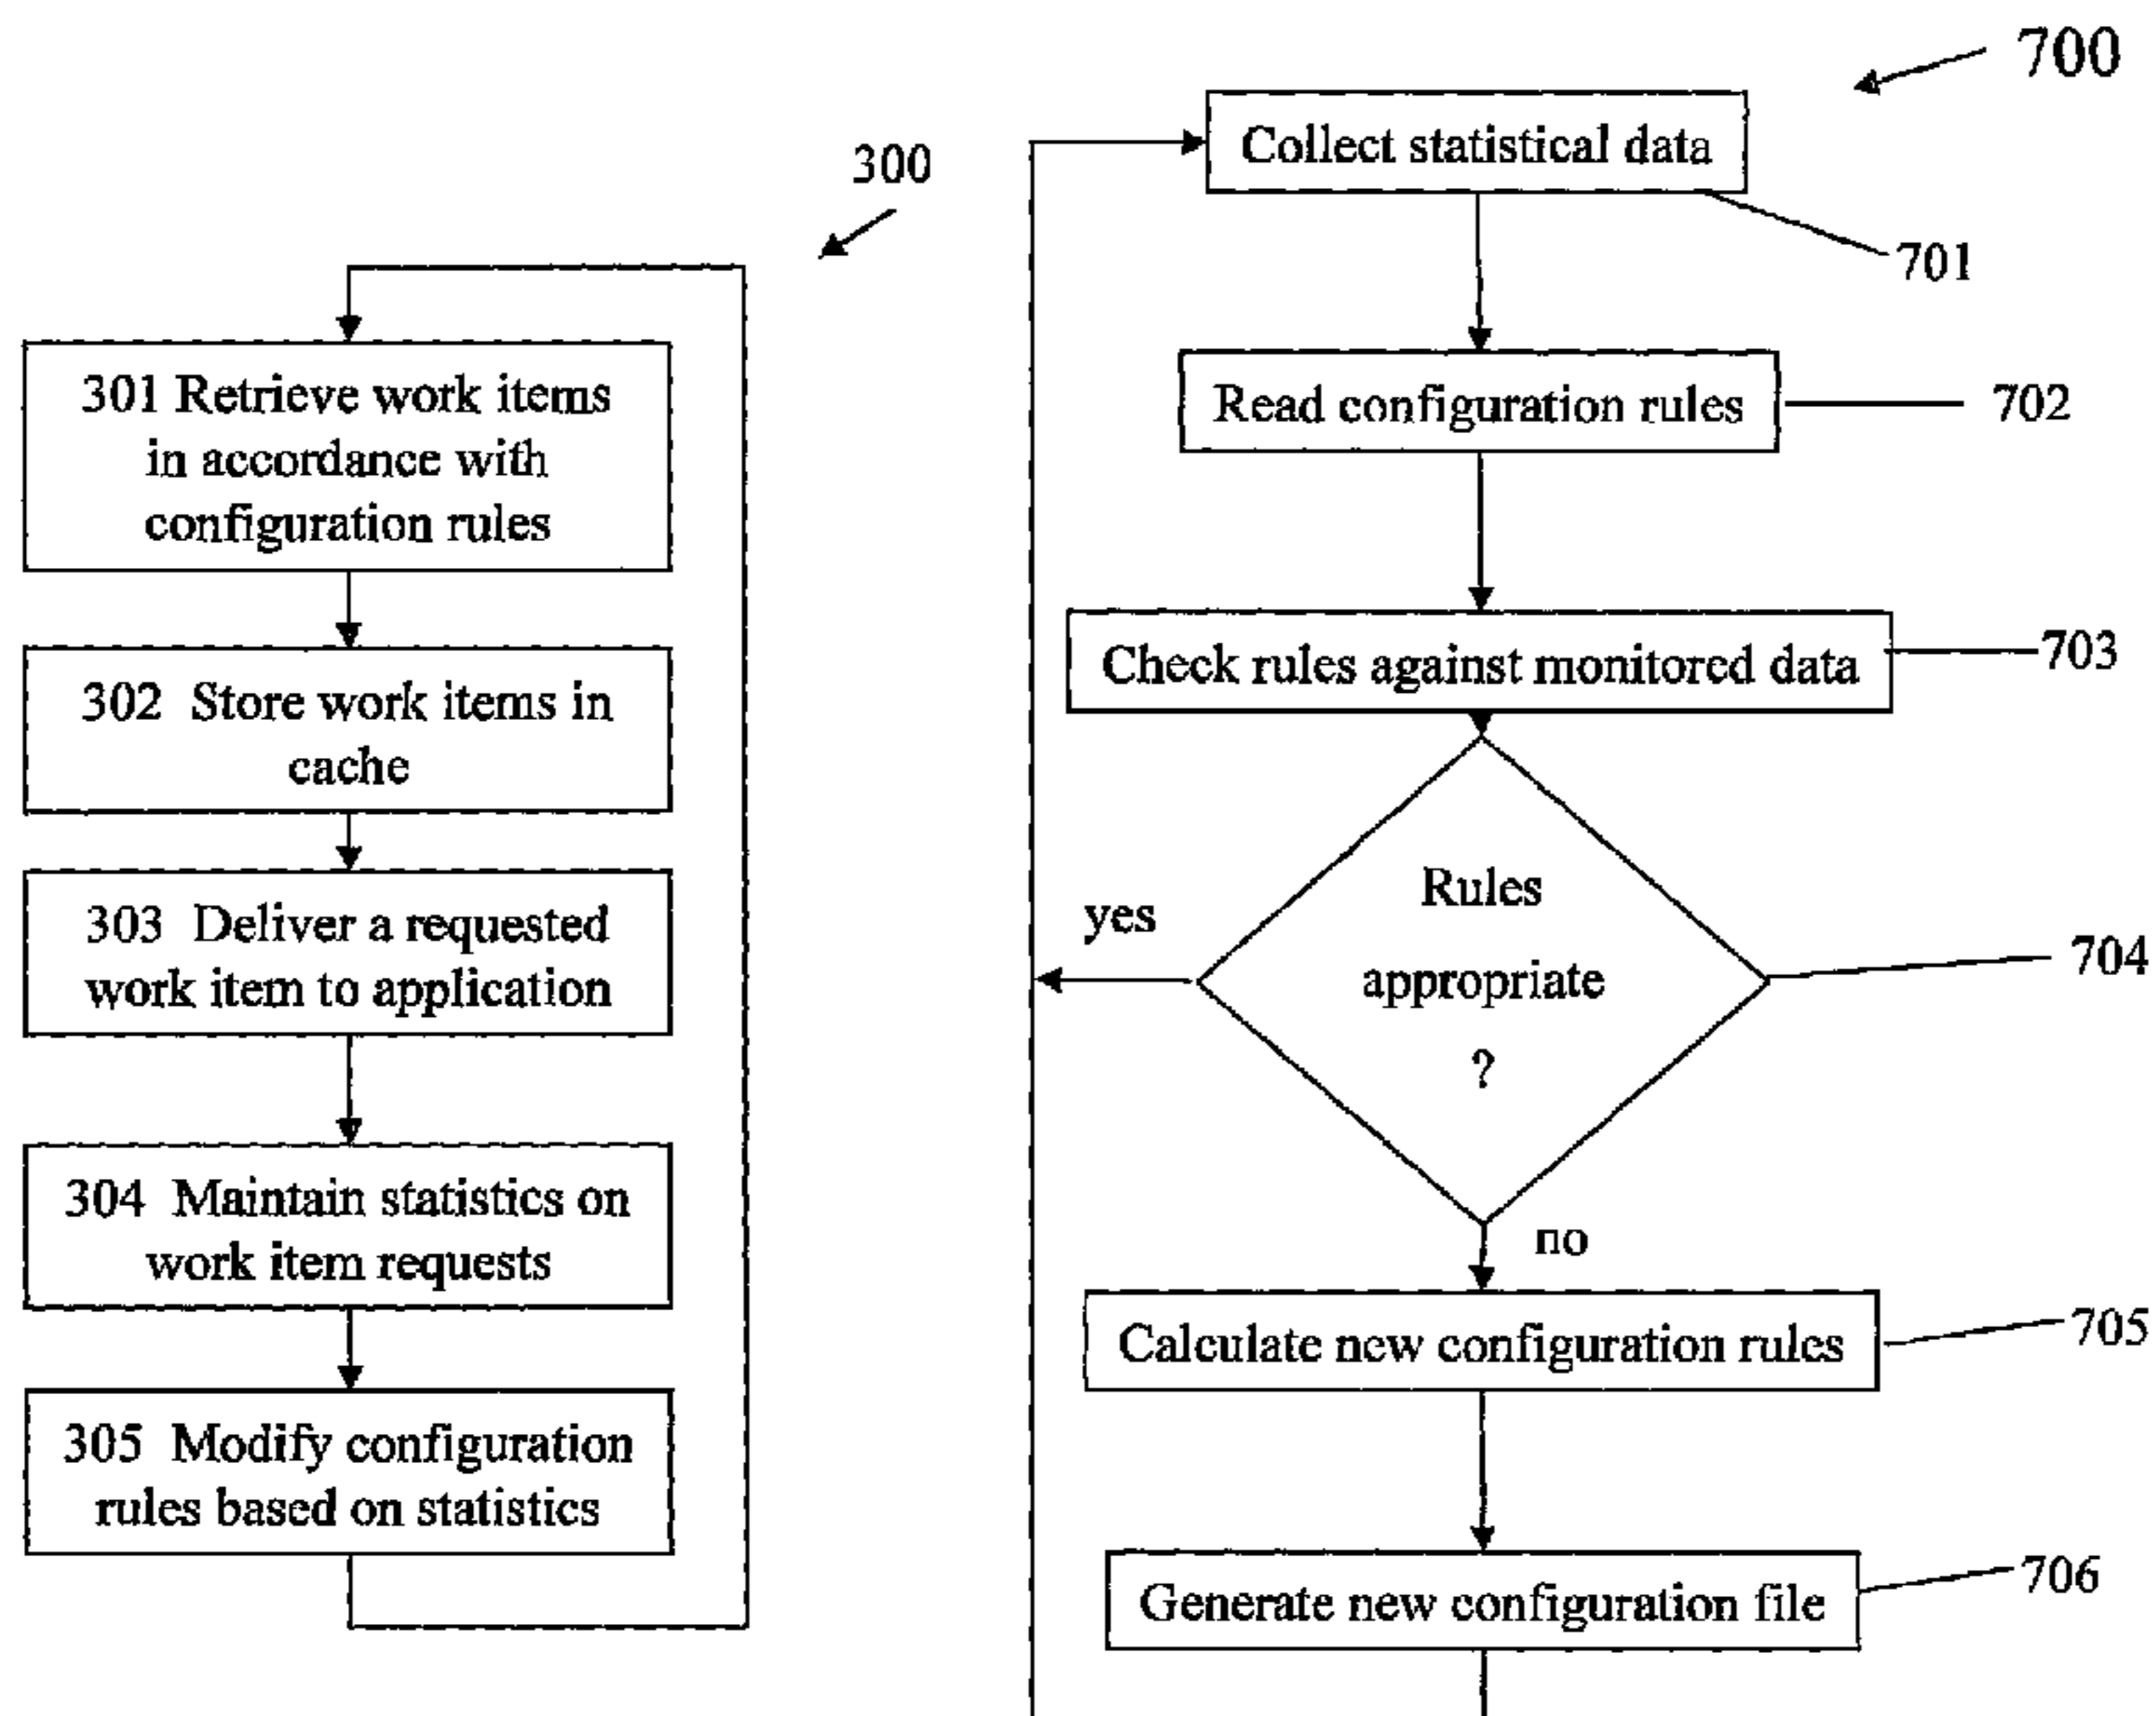 300
301 Retrieve work items
in accordance with
configuration rules
302 Store work items in
cache
303 Deliver a requested
work item to application
304 Maintain statistics on
work item requests
305 Modify configuration
rules based on statistics
700
Collect statistical data
701
Read configuration rules
702
Check rules against monitored data
703
Rules
appropriate
?
704
yes
no
Calculate new configuration rules
705
Generate new configuration file
706